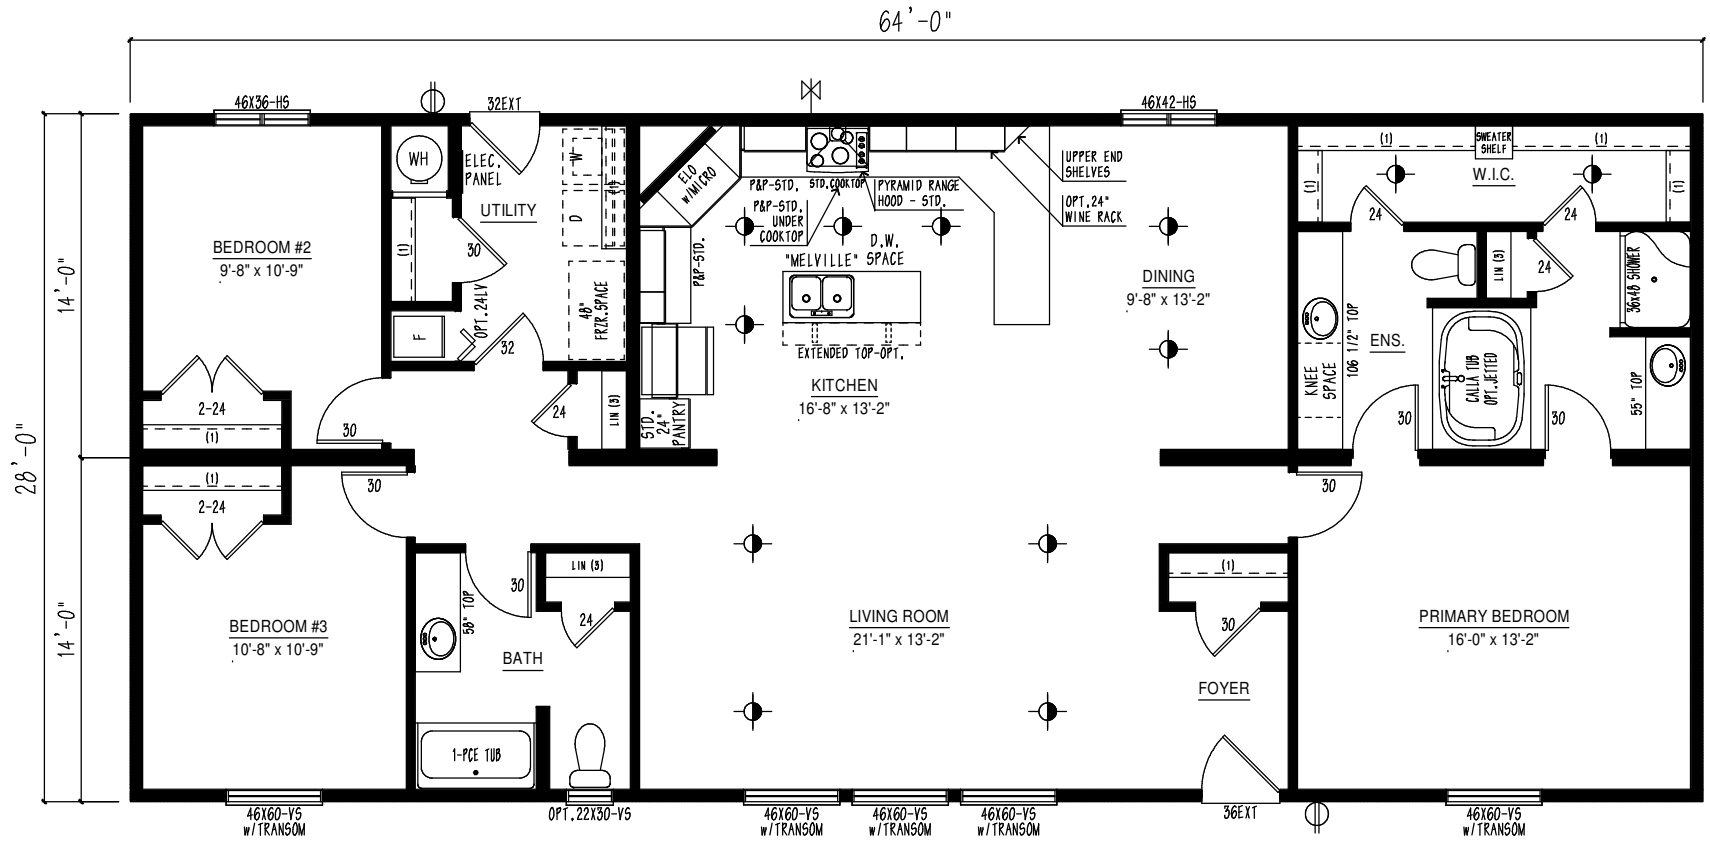 64'-0"
46X36-HS
32EXT
46X42-HS
WH
ELEC.
PANEL
W
D
(1)
ELO
w/MICRO
P&P-STD.
STD.COOKTOP
P&P-STD.
UNDER
COOKTOP
PYRAMID RANGE
HOOD - STD.
UPPER END
SHELVES
OPT.24"
WINE RACK
(1)
SWEATER
SHELF
(1)
W.I.C.
(1)
(1)
24
24
UTILITY
BEDROOM #2
9'-8" x 10'-9"
(1)
30
P&P-STD.
"MELVILLE"
D.W.
SPACE
DINING
9'-8" x 13'-2"
LIN (3)
24
36x48 SHOWER
14'-0"
OPT.24LV
48"
FRZR.SPACE
F
32
EXTENDED TOP-OPT.
KITCHEN
16'-8" x 13'-2"
106 1/2" TOP
ENS.
KNEE
SPACE
CALLA TUB
OPT.JETTED
55" TOP
30
30
2-24
(1)
30
24
LIN (3)
STD.
24"
PANTRY
28'-0"
(1)
2-24
30
30
30
LIN (3)
24
58" TOP
(1)
30
14'-0"
BEDROOM #3
10'-8" x 10'-9"
BATH
LIVING ROOM
21'-1" x 13'-2"
FOYER
PRIMARY BEDROOM
16'-0" x 13'-2"
1-PCE TUB
46X60-VS
w/TRANSOM
OPT.22X30-VS
46X60-VS
w/TRANSOM
46X60-VS
w/TRANSOM
46X60-VS
w/TRANSOM
36EXT
46X60-VS
w/TRANSOM